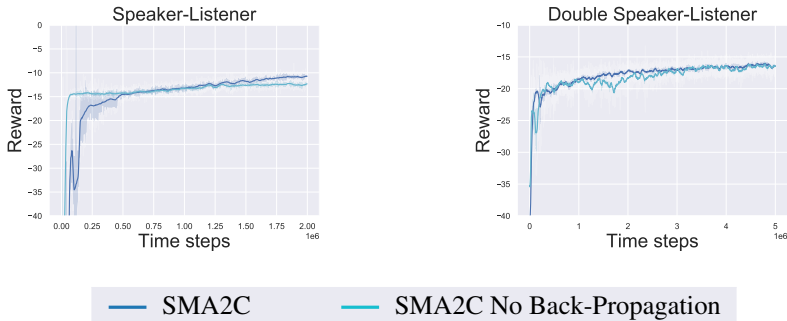 Speaker-Listener
Double Speaker-Listener
0
−5
−10
−15
−20
−25
−30
−35
−40
Reward
0.00 0.25 0.50 0.75 1.00 1.25 1.50 1.75 2.00
1e6
Time steps
−10
−15
−20
−25
−30
−35
−40
Reward
0 1 2 3 4 5
1e6
Time steps
SMA2C SMA2C No Back-Propagation